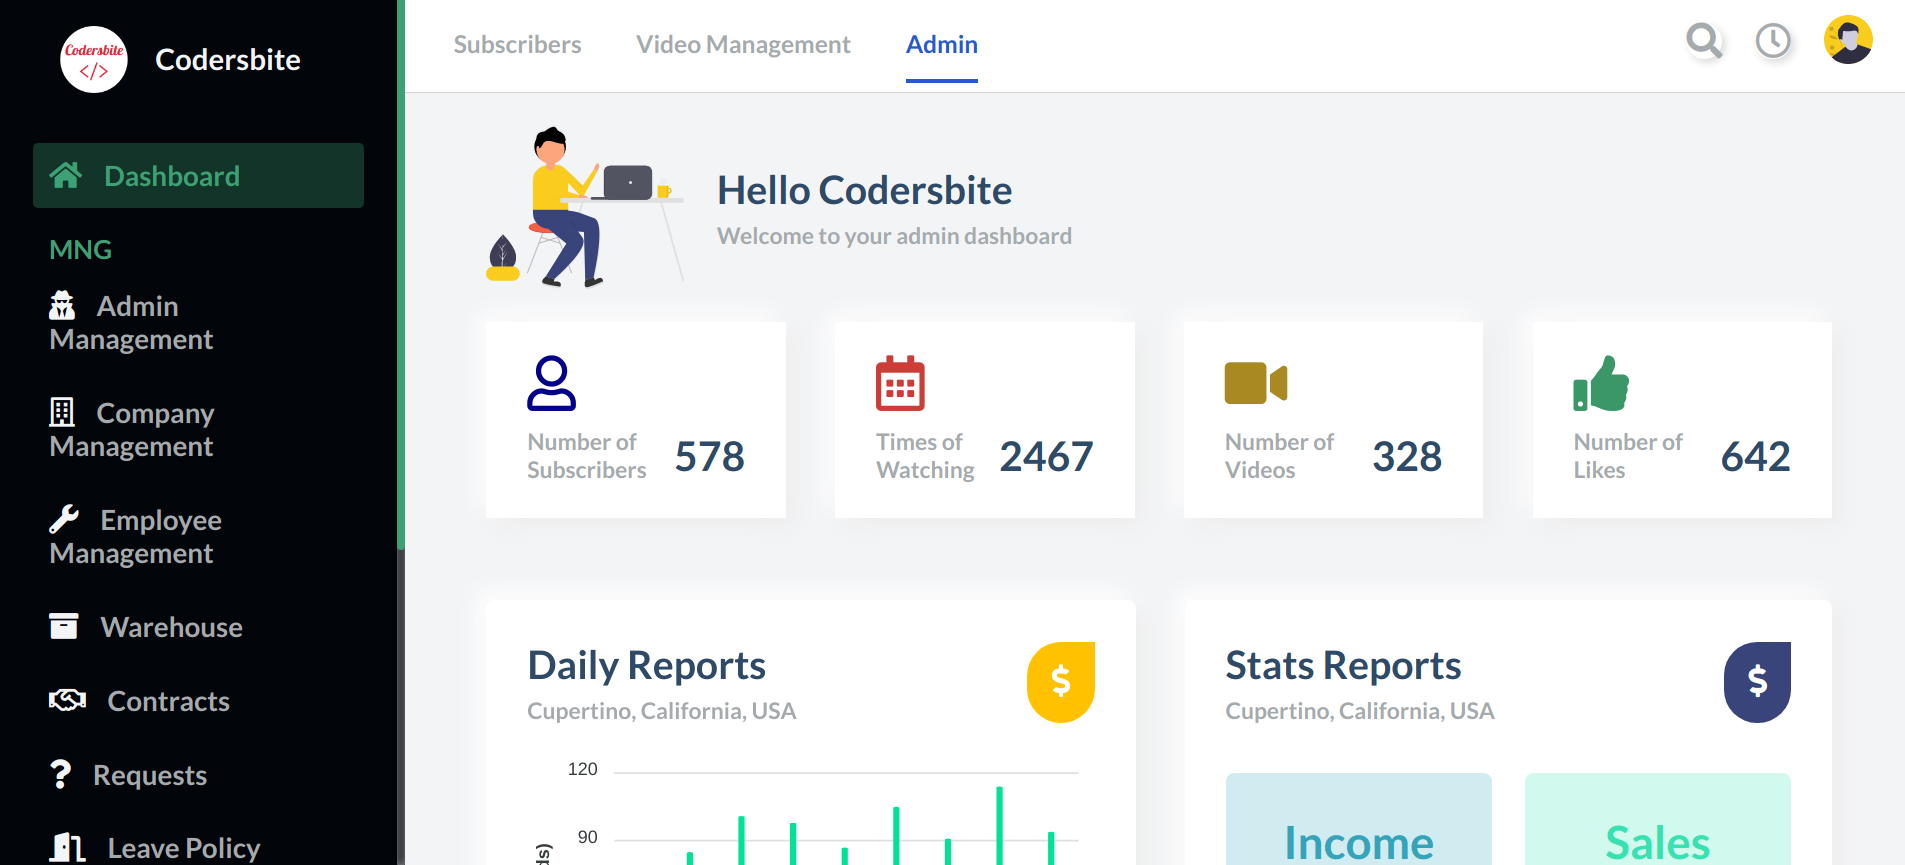 Codersbite
</>
Codersbite
Dashboard
MNG
Admin
Management
Company
Management
Employee
Management
Warehouse
Contracts
Requests
Leave Policy
Subscribers
Video Management
Admin
Hello Codersbite
Welcome to your admin dashboard
Number of
Subscribers
578
Times of
Watching
2467
Number of
Videos
328
Number of
Likes
642
Daily Reports
Cupertino, California, USA
$
120
90
ds)
Stats Reports
Cupertino, California, USA
$
Income
Sales